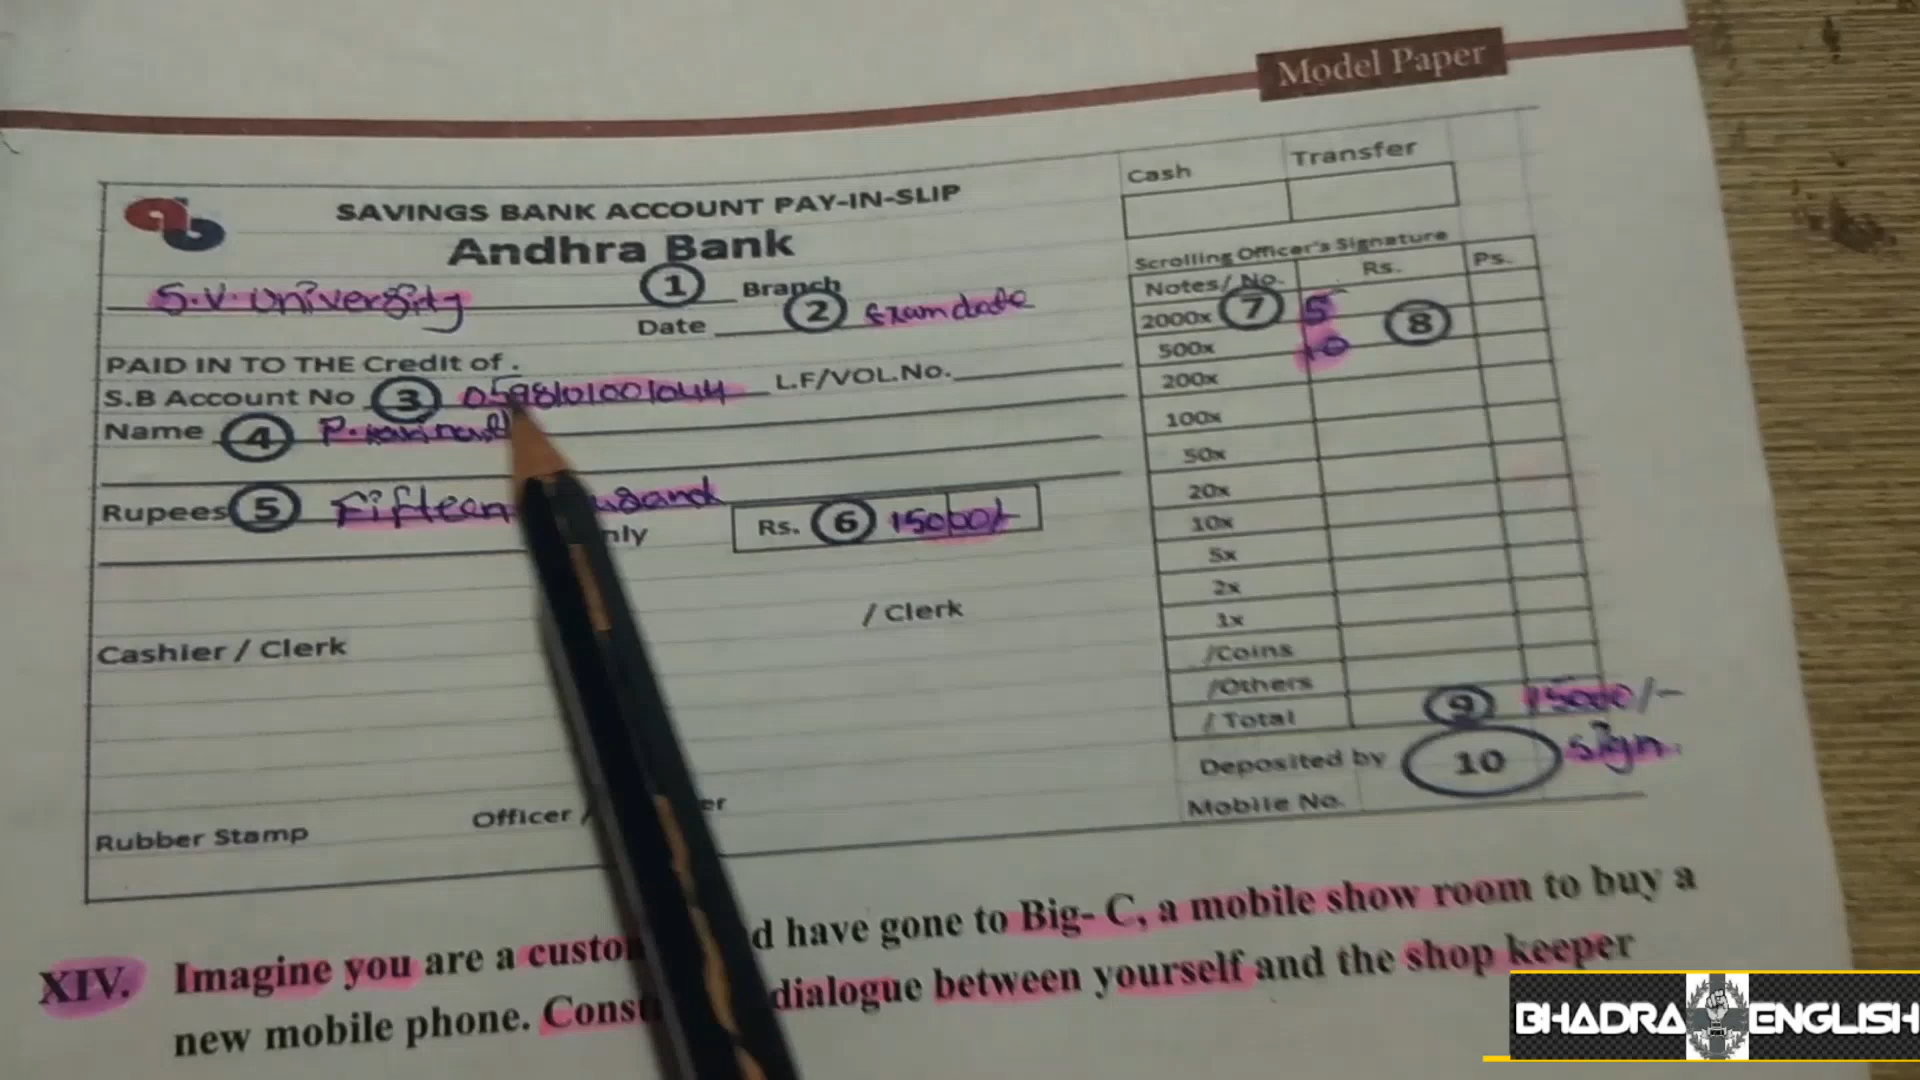 Model Paper
SAVINGS BANK ACCOUNT PAY-IN-SLIP
Andhra Bank
S.V. University 1 Branch
Date 2 Exam date
PAID IN TO THE Credit of .
S.B Account No 3 0598101001044 L.F/VOL.No.
Name 4 P.
Rupees 5 Fifteen
Rs. 6 15000/-
/ Clerk
Cashier / Clerk
Rubber Stamp
Officer /
Cash Transfer
Scrolling Officer's Signature
Notes/ No. Rs. Ps.
2000x 7 5 8
500x 10
200x
100x
50x
20x
10x
5x
2x
1x
/Coins
/Others
/ Total 9 15000/-
Deposited by 10 sign.
Mobile No.
XIV. Imagine you are a have gone to Big- C, a mobile show room to buy a
new mobile phone. dialogue between yourself and the shop keeper
BHADRA ENGLISH